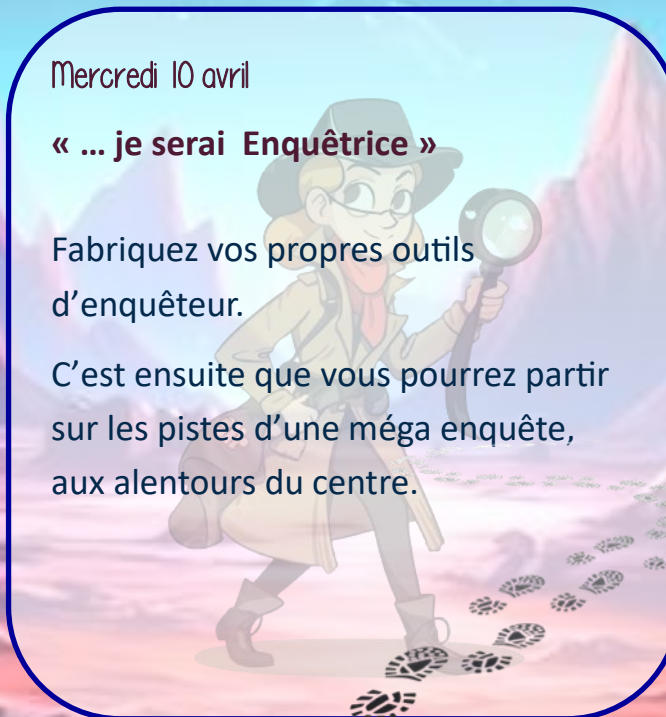 Mercredi 10 avril
« ... je serai Enquêtrice »
Fabriquez vos propres outils
d'enquêteur.
C'est ensuite que vous pourrez partir
sur les pistes d'une méga enquête,
aux alentours du centre.